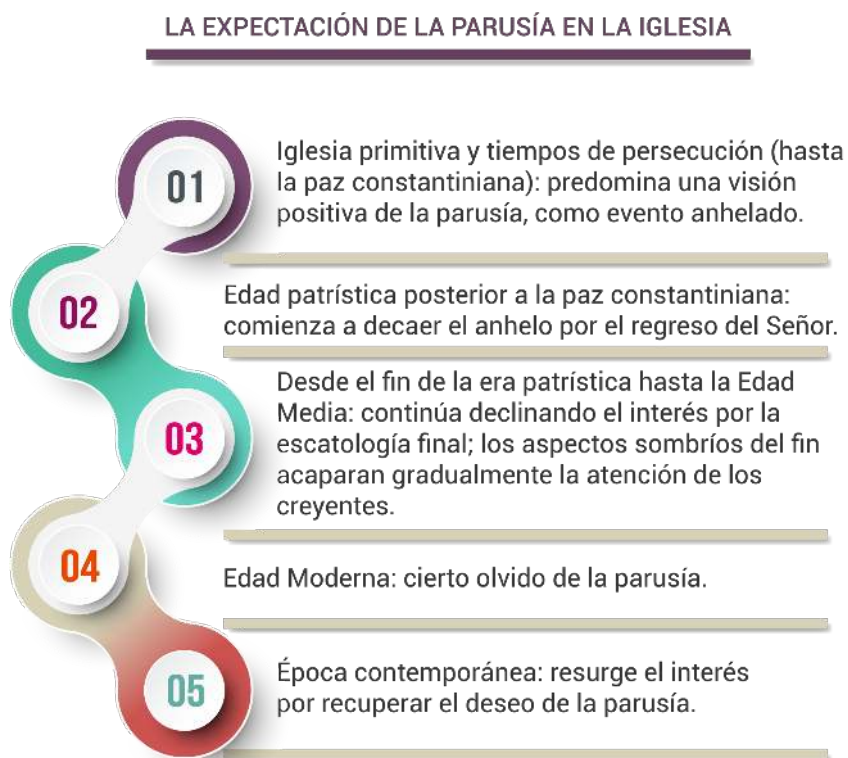 LA EXPECTACIÓN DE LA PARUSÍA EN LA IGLESIA
01
Iglesia primitiva y tiempos de persecución (hasta
la paz constantiniana): predomina una visión
positiva de la parusía, como evento anhelado.
02
Edad patrística posterior a la paz constantiniana:
comienza a decaer el anhelo por el regreso del Señor.
03
Desde el fin de la era patrística hasta la Edad
Media: continúa declinando el interés por la
escatología final; los aspectos sombríos del fin
acaparan gradualmente la atención de los
creyentes.
04
Edad Moderna: cierto olvido de la parusía.
05
Época contemporánea: resurge el interés
por recuperar el deseo de la parusía.